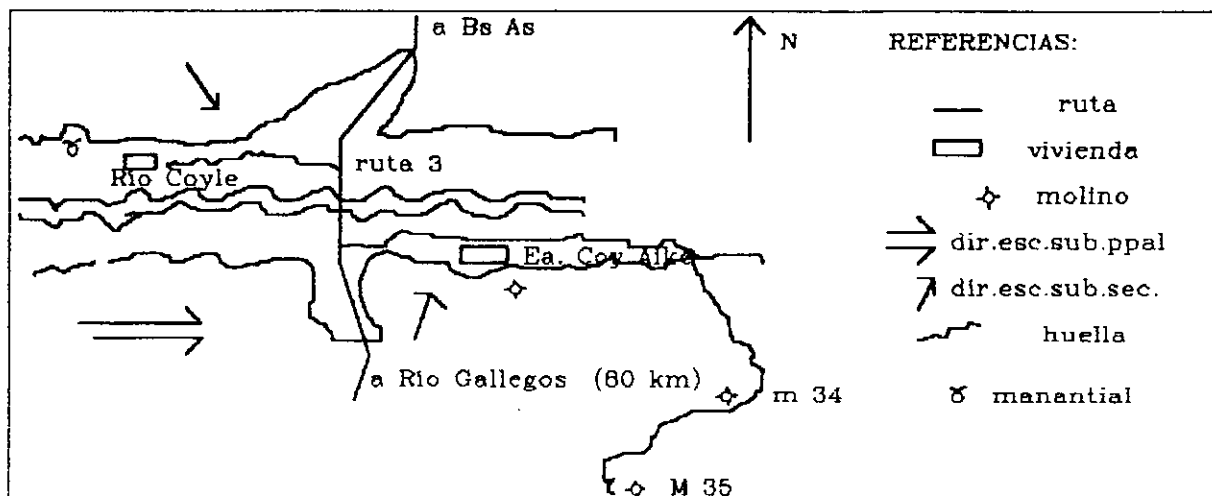 a Bs As
N
REFERENCIAS:
ruta
vivienda
molino
dir.esc.sub.ppal
dir.esc.sub.sec.
huella
manantial
ruta 3
Rio Coyle
Ea. Coy Aike
a Rio Gallegos (80 km)
m 34
M 35